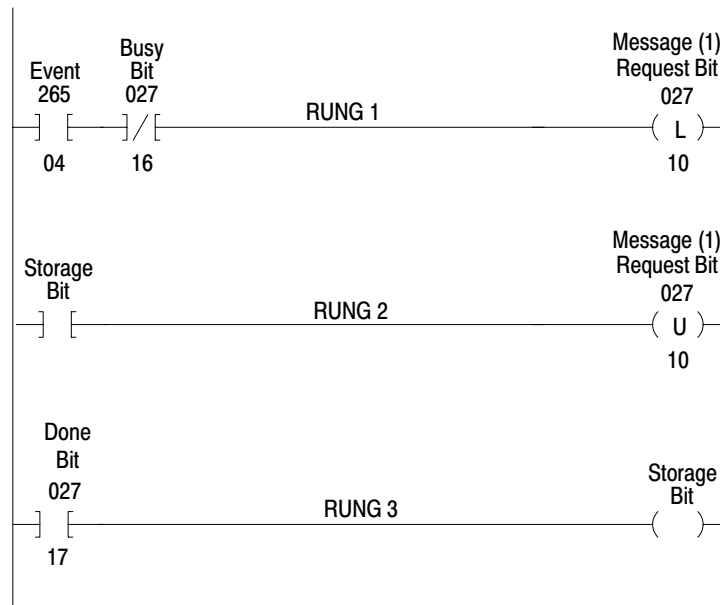 Event
265
04
Busy
Bit
027
16
RUNG 1
Message (1)
Request Bit
027
L
10
Storage
Bit
RUNG 2
Message (1)
Request Bit
027
U
10
Done
Bit
027
17
RUNG 3
Storage
Bit